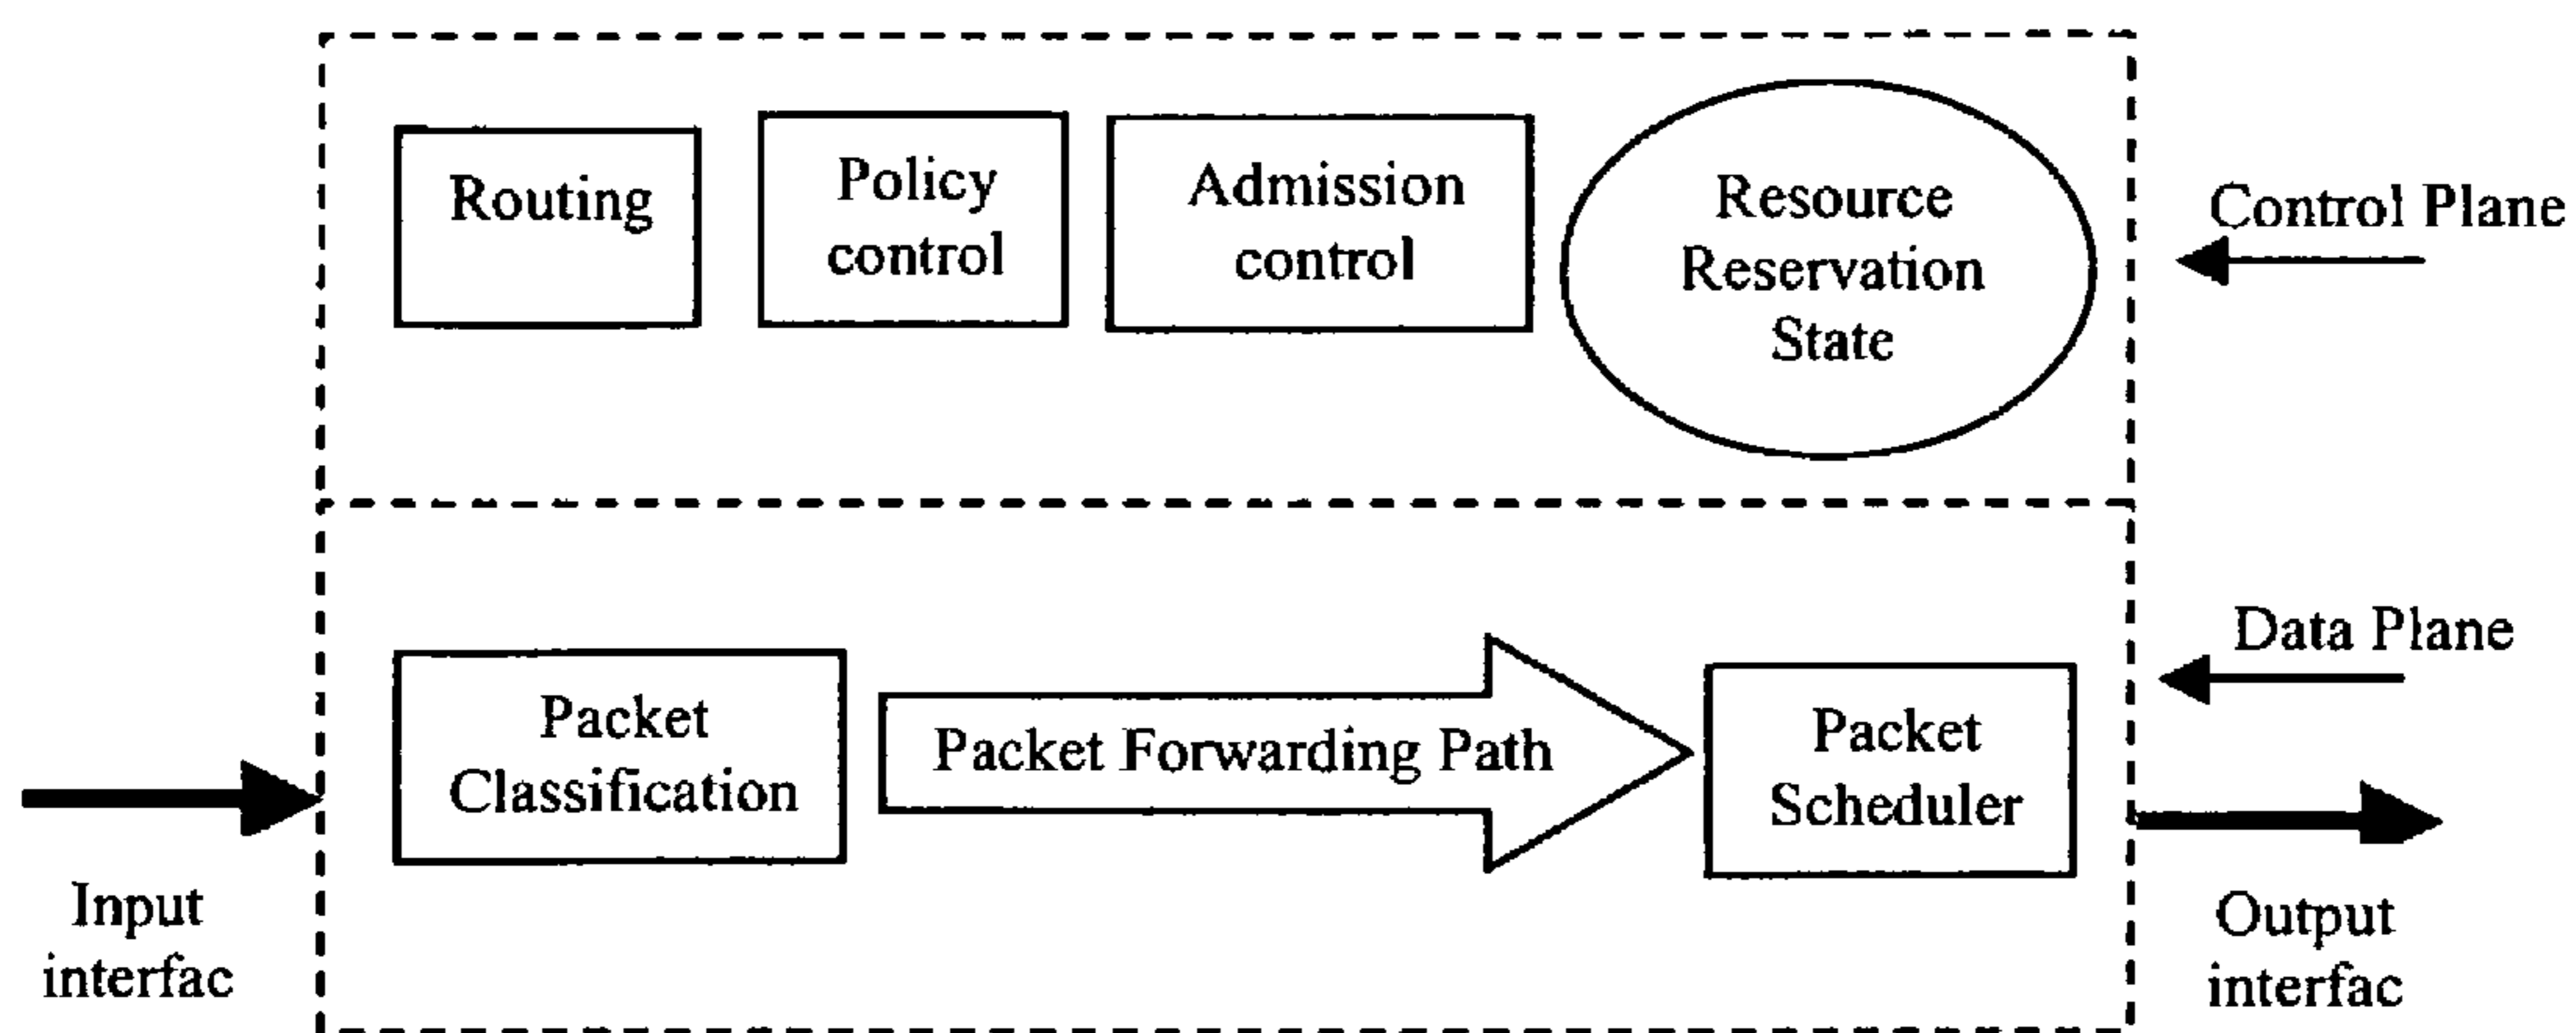 Routing
Policy
control
Admission
control
Resource
Reservation
State
Control Plane
Packet
Classification
Packet Forwarding Path
Packet
Scheduler
Data Plane
Input
interfac
Output
interfac